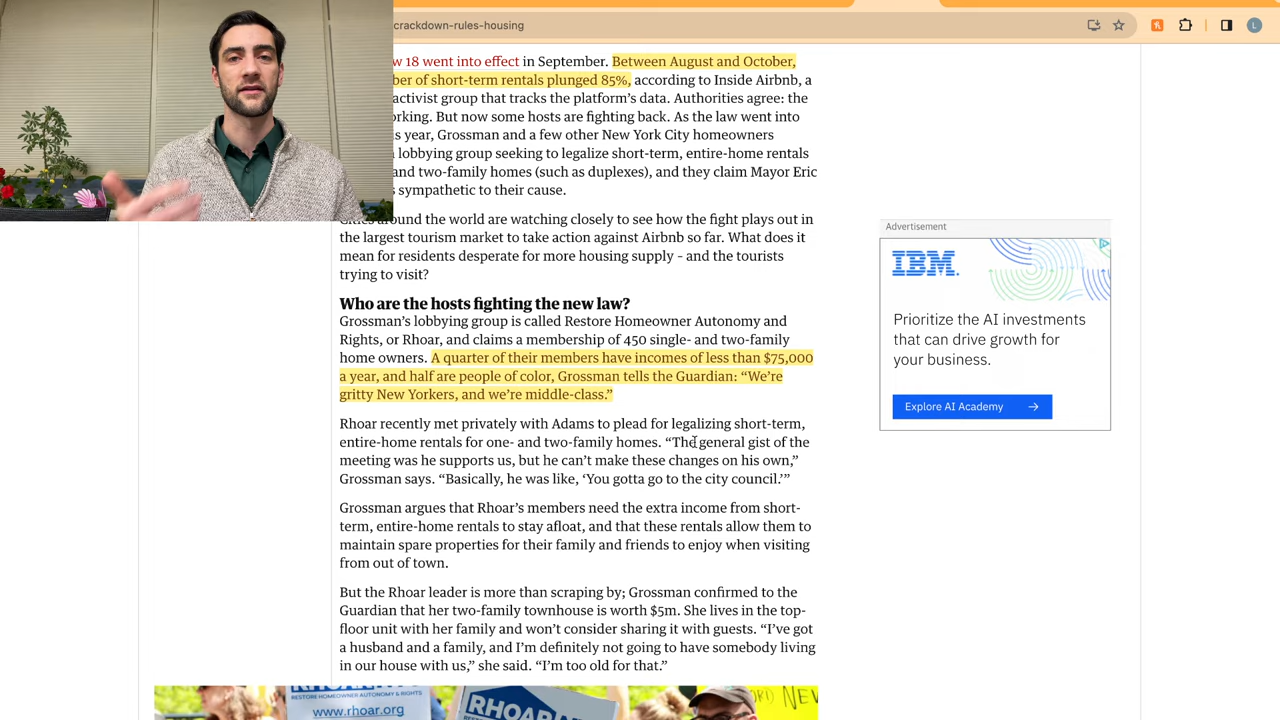 crackdown-rules-housing
L
w 18 went into effect in September. Between August and October,
ber of short-term rentals plunged 85%, according to Inside Airbnb, a
activist group that tracks the platform's data. Authorities agree: the
orking. But now some hosts are fighting back. As the law went into
s year, Grossman and a few other New York City homeowners
lobbying group seeking to legalize short-term, entire-home rentals
and two-family homes (such as duplexes), and they claim Mayor Eric
s sympathetic to their cause.
Cities around the world are watching closely to see how the fight plays out in
the largest tourism market to take action against Airbnb so far. What does it
mean for residents desperate for more housing supply – and the tourists
trying to visit?
Who are the hosts fighting the new law?
Grossman's lobbying group is called Restore Homeowner Autonomy and
Rights, or Rhoar, and claims a membership of 450 single- and two-family
home owners. A quarter of their members have incomes of less than $75,000
a year, and half are people of color, Grossman tells the Guardian: “We're
gritty New Yorkers, and we're middle-class.”
Rhoar recently met privately with Adams to plead for legalizing short-term,
entire-home rentals for one- and two-family homes. “The general gist of the
meeting was he supports us, but he can't make these changes on his own,”
Grossman says. “Basically, he was like, ‘You gotta go to the city council.’”
Grossman argues that Rhoar's members need the extra income from short-
term, entire-home rentals to stay afloat, and that these rentals allow them to
maintain spare properties for their family and friends to enjoy when visiting
from out of town.
But the Rhoar leader is more than scraping by; Grossman confirmed to the
Guardian that her two-family townhouse is worth $5m. She lives in the top-
floor unit with her family and won't consider sharing it with guests. “I've got
a husband and a family, and I'm definitely not going to have somebody living
in our house with us,” she said. “I'm too old for that.”
RESTORE HOMEOWNER AUTONOMY & RIGHTS
www.rhoar.org
RHOAR
NEW
Advertisement
IBM.
Prioritize the AI investments
that can drive growth for
your business.
Explore AI Academy